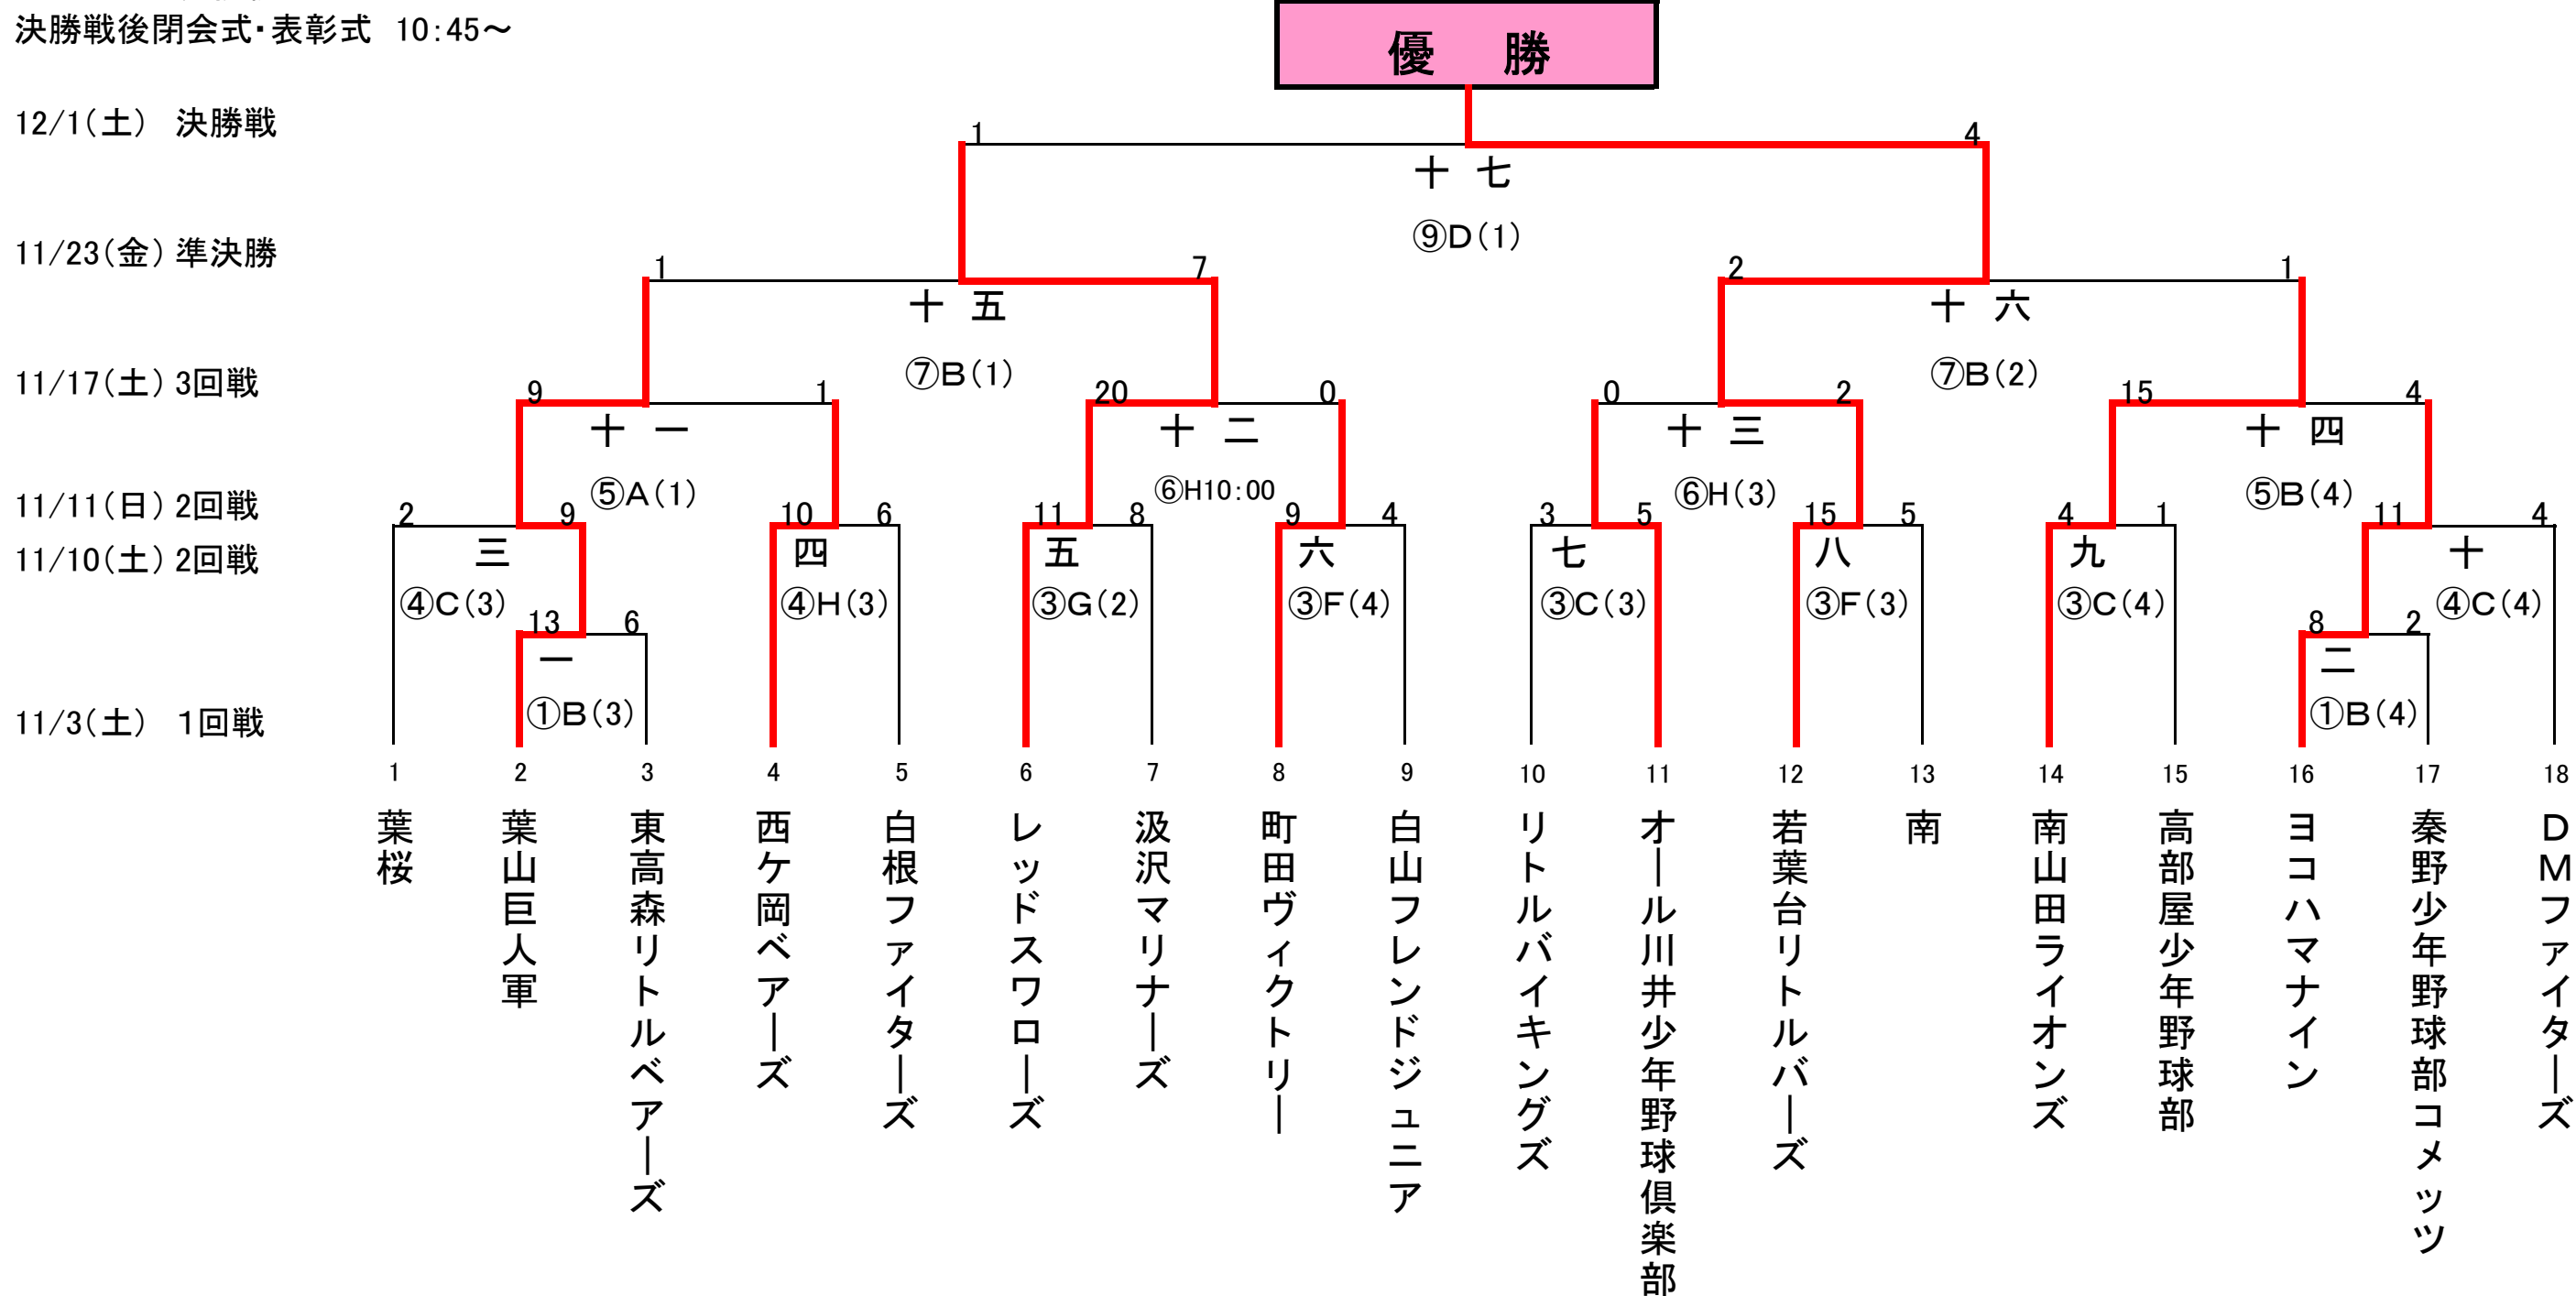 決勝戦後閉会式・表彰式 10:45～
優 勝
12/1(土) 決勝戦
1 4
十 七
⑨D(1)
11/23(金) 準決勝
1 7 2 1
十 五 十 六
⑦B(1) ⑦B(2)
11/17(土) 3回戦
9 1 20 0 0 2 15 4
十 一 十 二 十 三 十 四
⑤A(1) ⑥H10:00 ⑥H(3) ⑤B(4)
11/11(日) 2回戦
2 9 10 6 11 8 9 4 3 5 15 5 4 1 11 4
11/10(土) 2回戦
三 四 五 六 七 八 九 十
④C(3) ④H(3) ③G(2) ③F(4) ③C(3) ③F(3) ③C(4) ④C(4)
13 6 8 2
一 二
①B(3) ①B(4)
11/3(土) 1回戦
1 2 3 4 5 6 7 8 9 10 11 12 13 14 15 16 17 18
葉桜
葉山巨人軍
東高森リトルベアーズ
西ケ岡ベアーズ
白根ファイターズ
レッドスワローズ
汲沢マリナーズ
町田ヴィクトリー
白山フレンドジュニア
リトルバイキングズ
オール川井少年野球倶楽部
若葉台リトルバーズ
南
南山田ライオンズ
高部屋少年野球部
ヨコハマナイン
秦野少年野球部コメッツ
DMファイターズ